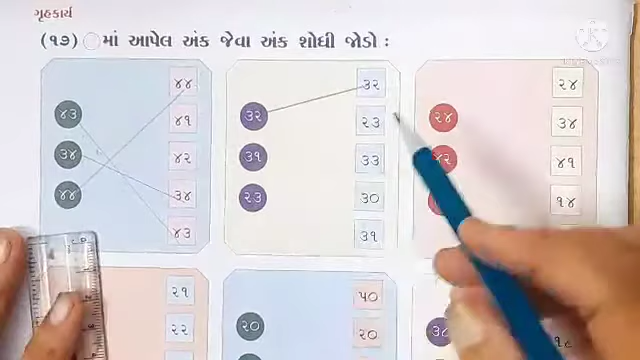 ગૃહકાર્ય
(૧૭) ◯માં આપેલ અંક જેવા અંક શોધી જોડો :
૪૩ ૩૪ ૪૪
૪૪ ૪૧ ૪૨ ૩૪ ૪૩
૩૨ ૩૧ ૨૩
૩૨ ૨૩ ૩૩ ૩૦ ૩૧
૨૪ ૪૨
૨૪ ૩૪ ૪૧ ૧૪
૨૧ ૨૨
૨૦
૫૦ ૨૦